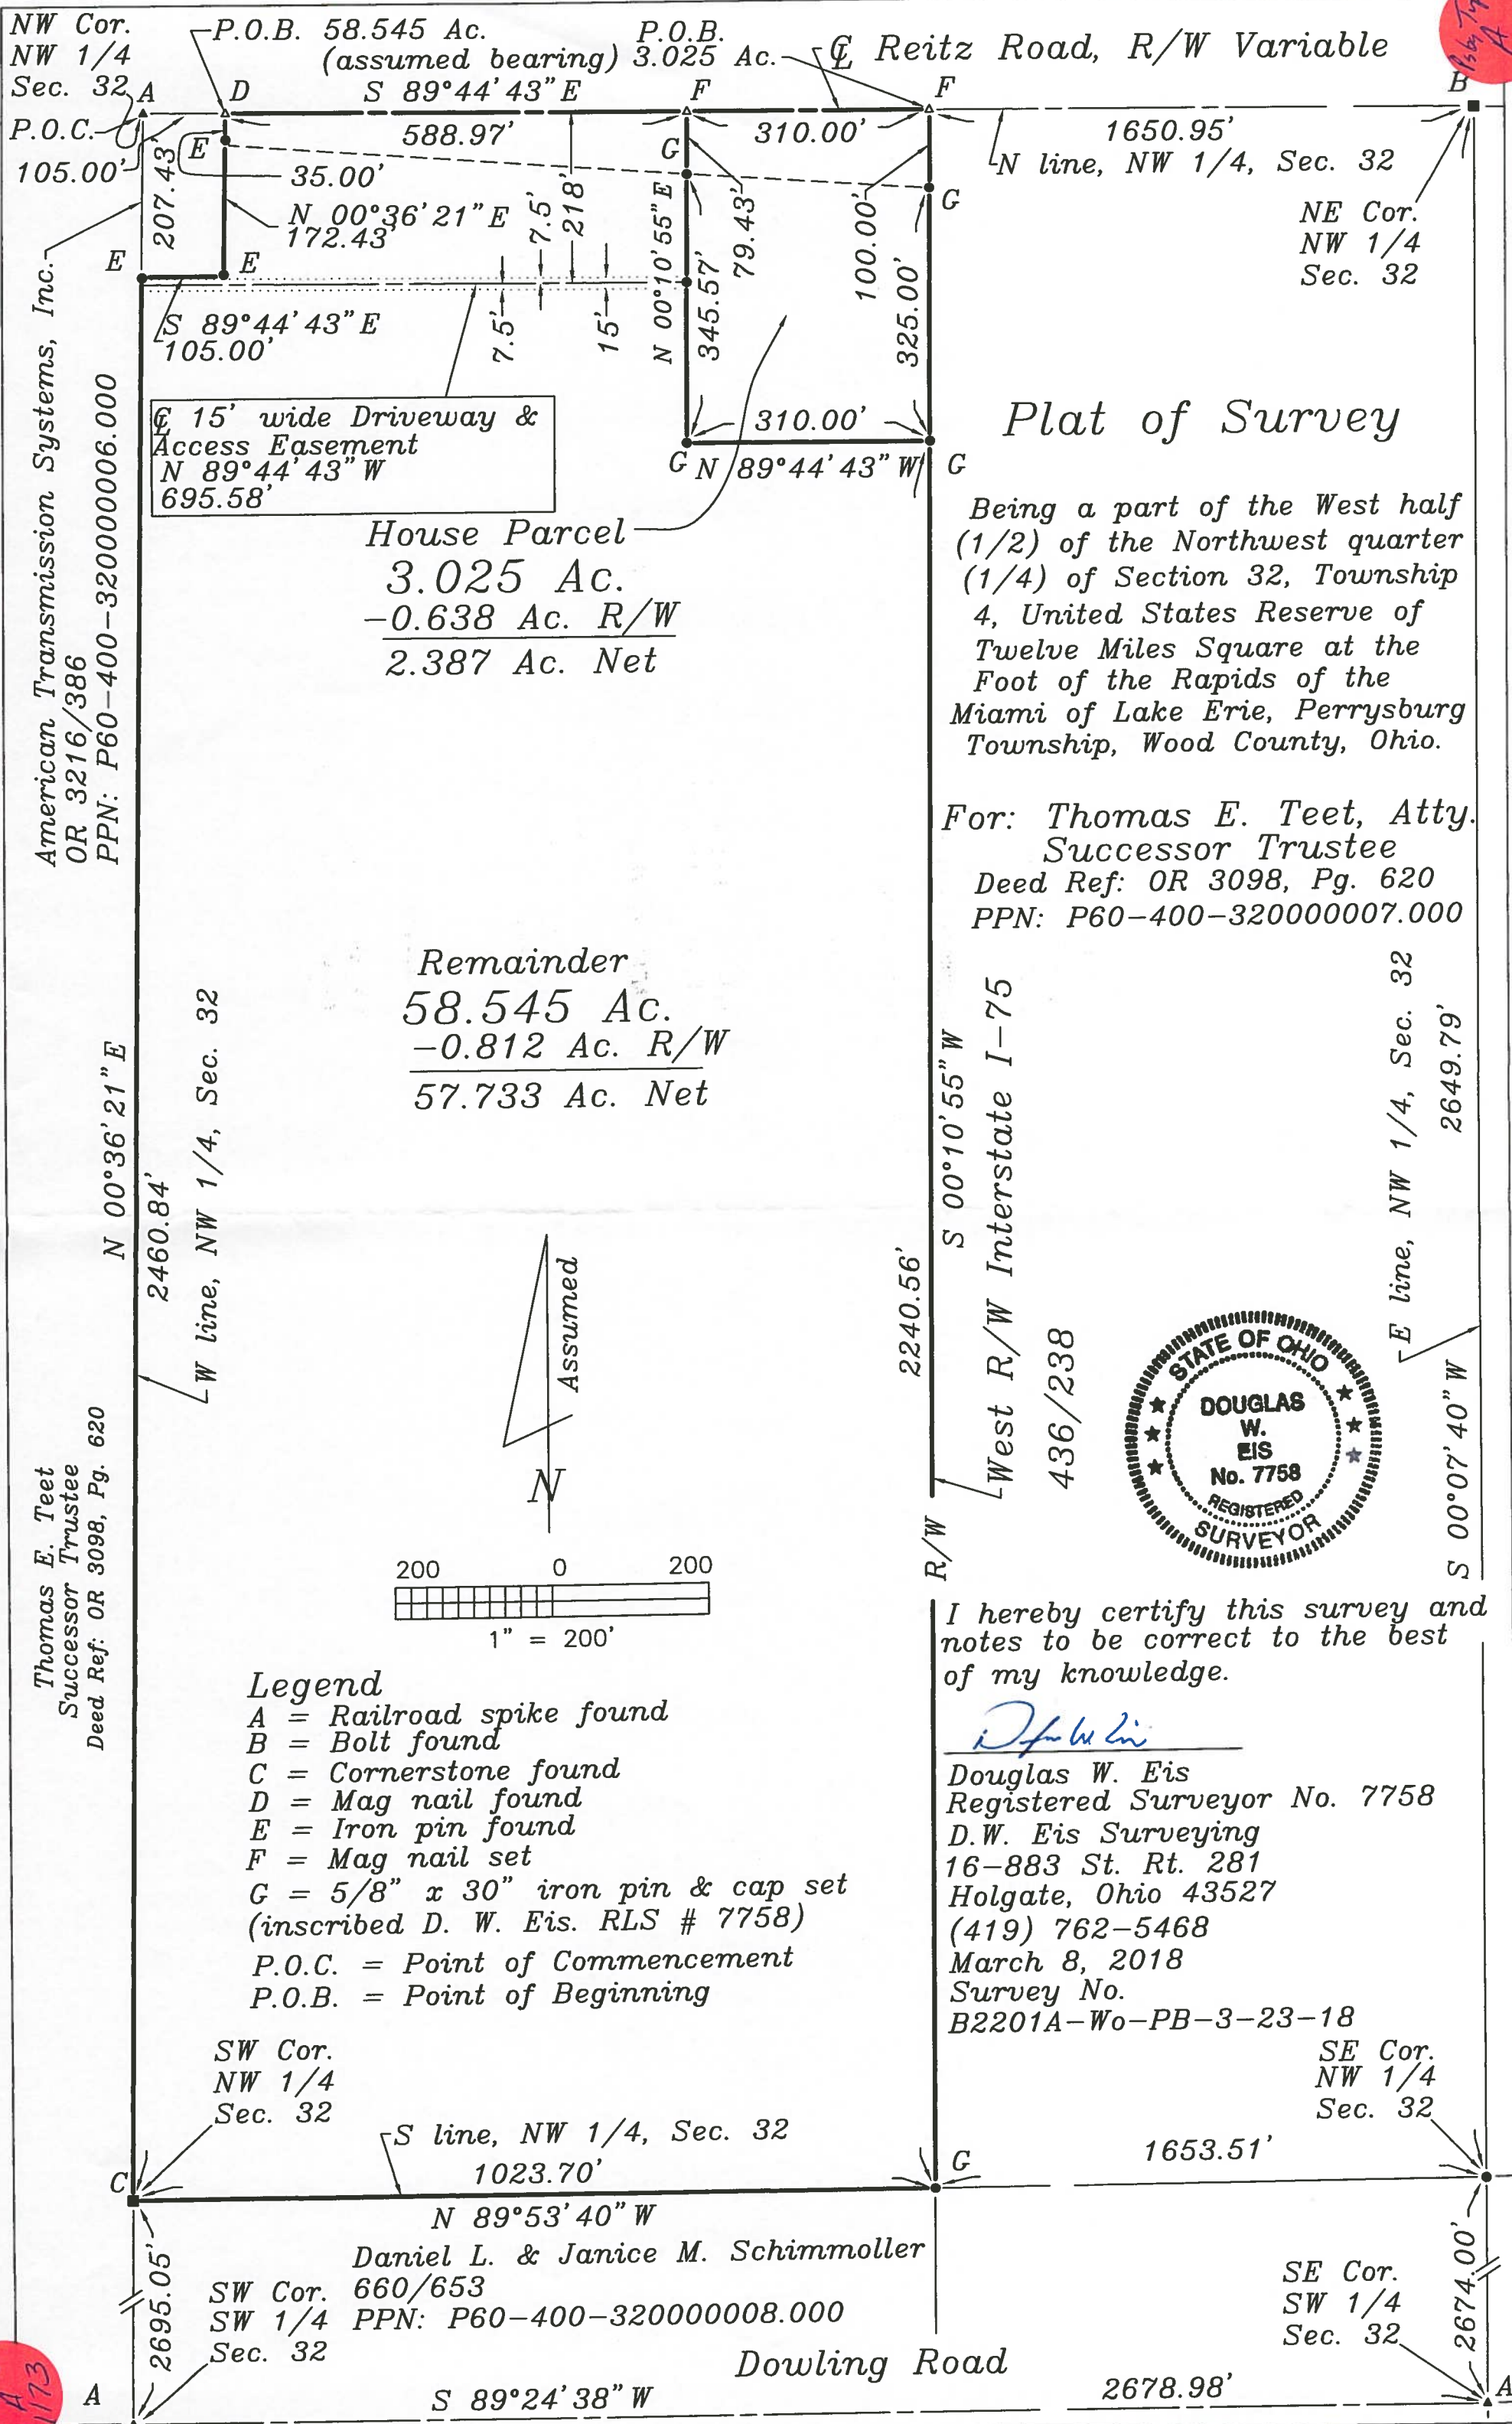 NW Cor.
NW 1/4
Sec. 32
P.O.B. 58.545 Ac.
(assumed bearing)
P.O.B.
3.025 Ac.
℄ Reitz Road, R/W Variable
A
D
S 89°44'43" E
F
F
B
P.O.C.
105.00'
207.43'
E
588.97'
310.00'
1650.95'
N line, NW 1/4, Sec. 32
35.00'
G
G
N 00°36'21" E
172.43'
7.5'
218'
N 00°10'55" E
79.43'
345.57'
100.00'
325.00'
NE Cor.
NW 1/4
Sec. 32
E
E
S 89°44'43" E
105.00'
7.5'
15'
℄ 15' wide Driveway &
Access Easement
N 89°44'43" W
695.58'
310.00'
G
N 89°44'43" W
G
American Transmission Systems, Inc.
OR 3216/386
PPN: P60-400-320000006.000
House Parcel
3.025 Ac.
-0.638 Ac. R/W
2.387 Ac. Net
Plat of Survey
Being a part of the West half
(1/2) of the Northwest quarter
(1/4) of Section 32, Township
4, United States Reserve of
Twelve Miles Square at the
Foot of the Rapids of the
Miami of Lake Erie, Perrysburg
Township, Wood County, Ohio.
For: Thomas E. Teet, Atty.
Successor Trustee
Deed Ref: OR 3098, Pg. 620
PPN: P60-400-320000007.000
Remainder
58.545 Ac.
-0.812 Ac. R/W
57.733 Ac. Net
N 00°36'21" E
2460.84'
W line, NW 1/4, Sec. 32
S 00°10'55" W
2240.56'
West R/W Interstate I-75
436/238
R/W
E line, NW 1/4, Sec. 32
2649.79'
S 00°07'40" W
Thomas E. Teet
Successor Trustee
Deed Ref: OR 3098, Pg. 620
Assumed
N
200 0 200
1" = 200'
STATE OF OHIO
DOUGLAS
W.
EIS
No. 7758
REGISTERED
SURVEYOR
I hereby certify this survey and
notes to be correct to the best
of my knowledge.
Douglas W. Eis
Registered Surveyor No. 7758
D.W. Eis Surveying
16-883 St. Rt. 281
Holgate, Ohio 43527
(419) 762-5468
March 8, 2018
Survey No.
B2201A-Wo-PB-3-23-18
Legend
A = Railroad spike found
B = Bolt found
C = Cornerstone found
D = Mag nail found
E = Iron pin found
F = Mag nail set
G = 5/8" x 30" iron pin & cap set
(inscribed D. W. Eis. RLS # 7758)
P.O.C. = Point of Commencement
P.O.B. = Point of Beginning
SW Cor.
NW 1/4
Sec. 32
SE Cor.
NW 1/4
Sec. 32
S line, NW 1/4, Sec. 32
1023.70'
1653.51'
C
G
N 89°53'40" W
Daniel L. & Janice M. Schimmoller
660/653
PPN: P60-400-320000008.000
2695.05'
SW Cor.
SW 1/4
Sec. 32
SE Cor.
SW 1/4
Sec. 32
2674.00'
Dowling Road
A
S 89°24'38" W
2678.98'
A